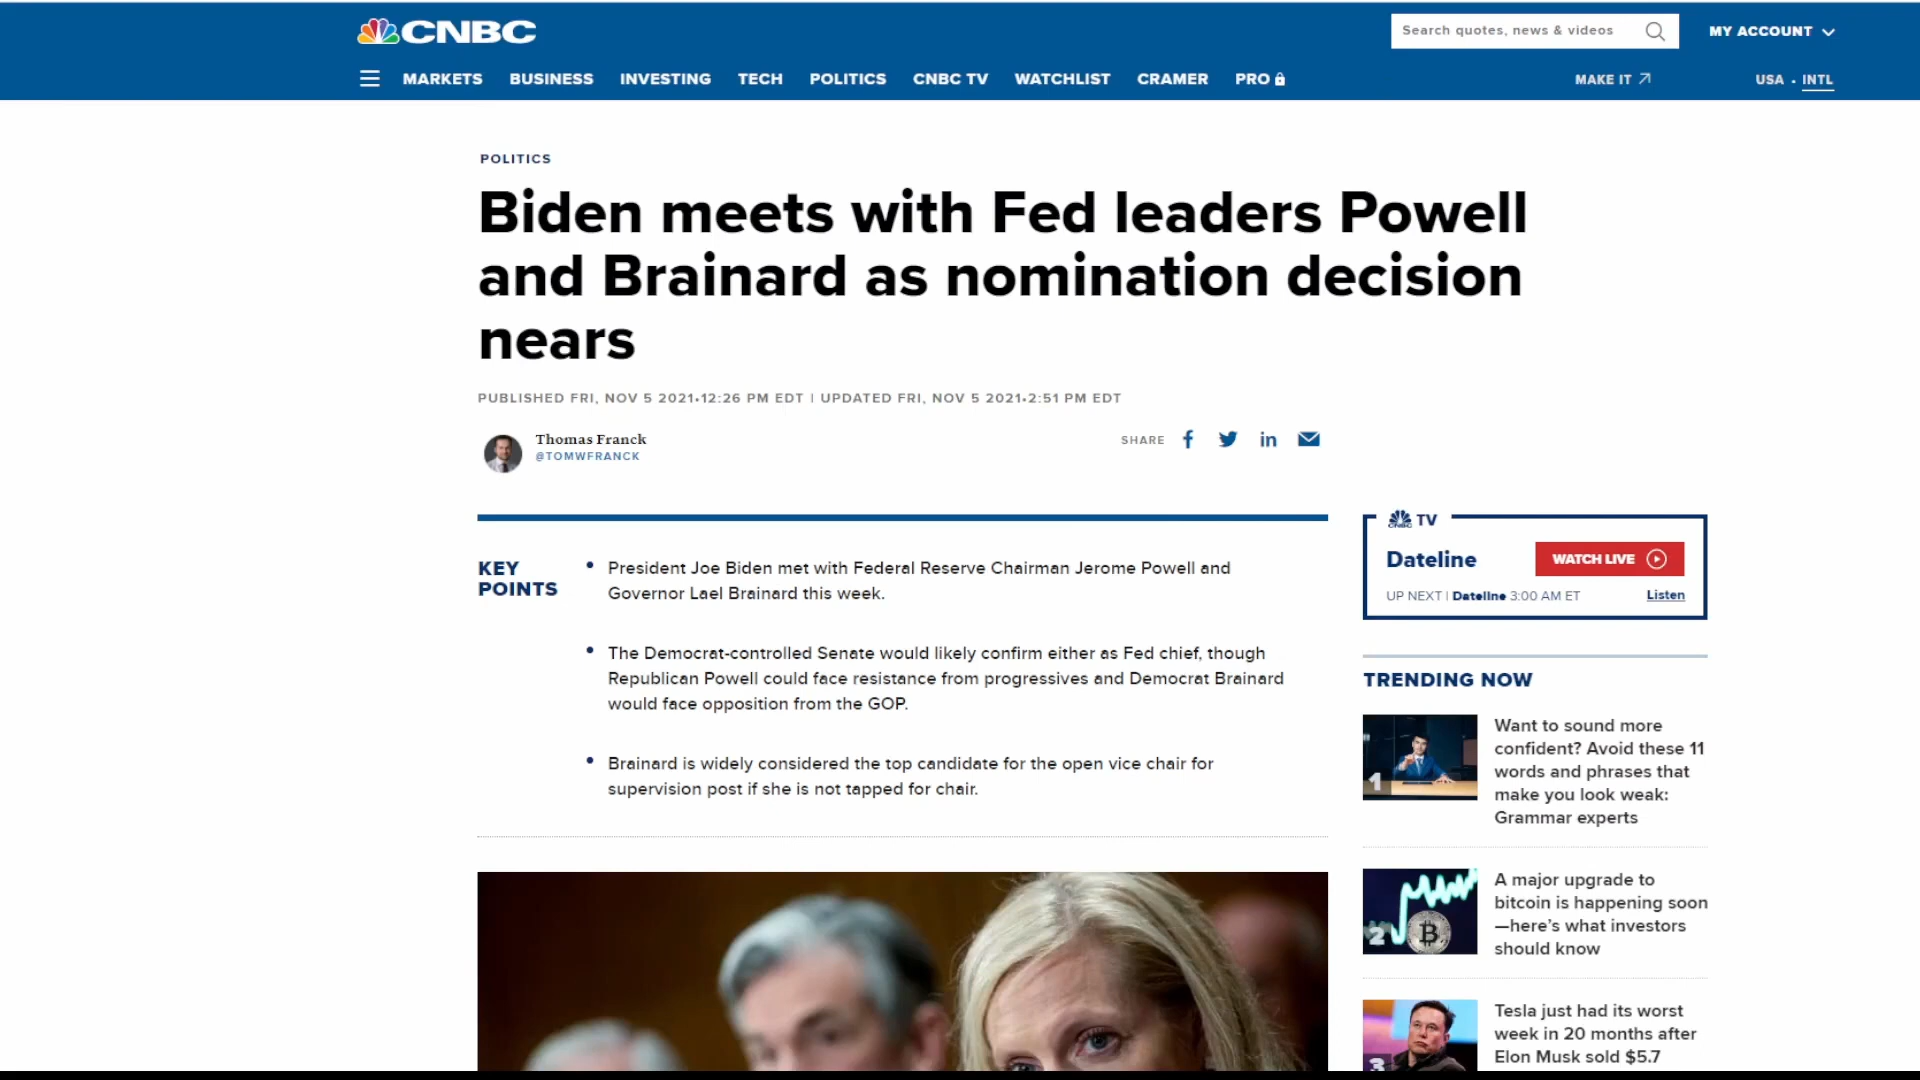 CNBC
Search quotes, news & videos
MY ACCOUNT
MARKETS BUSINESS INVESTING TECH POLITICS CNBC TV WATCHLIST CRAMER PRO
MAKE IT
USA • INTL
POLITICS
Biden meets with Fed leaders Powell
and Brainard as nomination decision
nears
PUBLISHED FRI, NOV 5 2021•12:26 PM EDT | UPDATED FRI, NOV 5 2021•2:51 PM EDT
Thomas Franck
@TOMWFRANCK
SHARE
KEY
POINTS
• President Joe Biden met with Federal Reserve Chairman Jerome Powell and
Governor Lael Brainard this week.
• The Democrat-controlled Senate would likely confirm either as Fed chief, though
Republican Powell could face resistance from progressives and Democrat Brainard
would face opposition from the GOP.
• Brainard is widely considered the top candidate for the open vice chair for
supervision post if she is not tapped for chair.
CNBC TV
Dateline
WATCH LIVE
UP NEXT | Dateline 3:00 AM ET
Listen
TRENDING NOW
1
Want to sound more
confident? Avoid these 11
words and phrases that
make you look weak:
Grammar experts
2
A major upgrade to
bitcoin is happening soon
—here's what investors
should know
3
Tesla just had its worst
week in 20 months after
Elon Musk sold $5.7